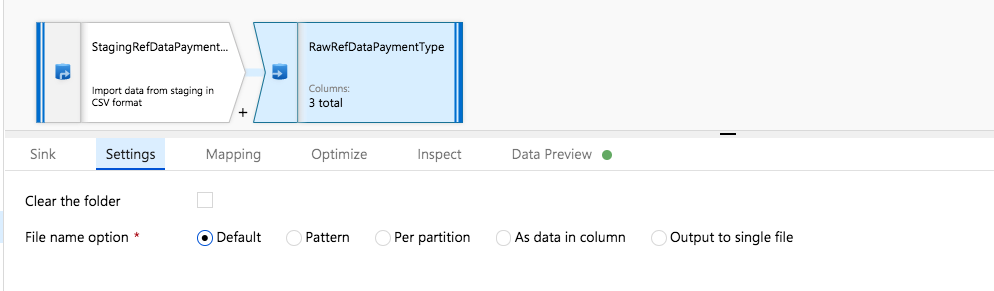 StagingRefDataPayment...
Import data from staging in
CSV format
+
RawRefDataPaymentType
Columns:
3 total
Sink Settings Mapping Optimize Inspect Data Preview
Clear the folder
File name option * Default Pattern Per partition As data in column Output to single file